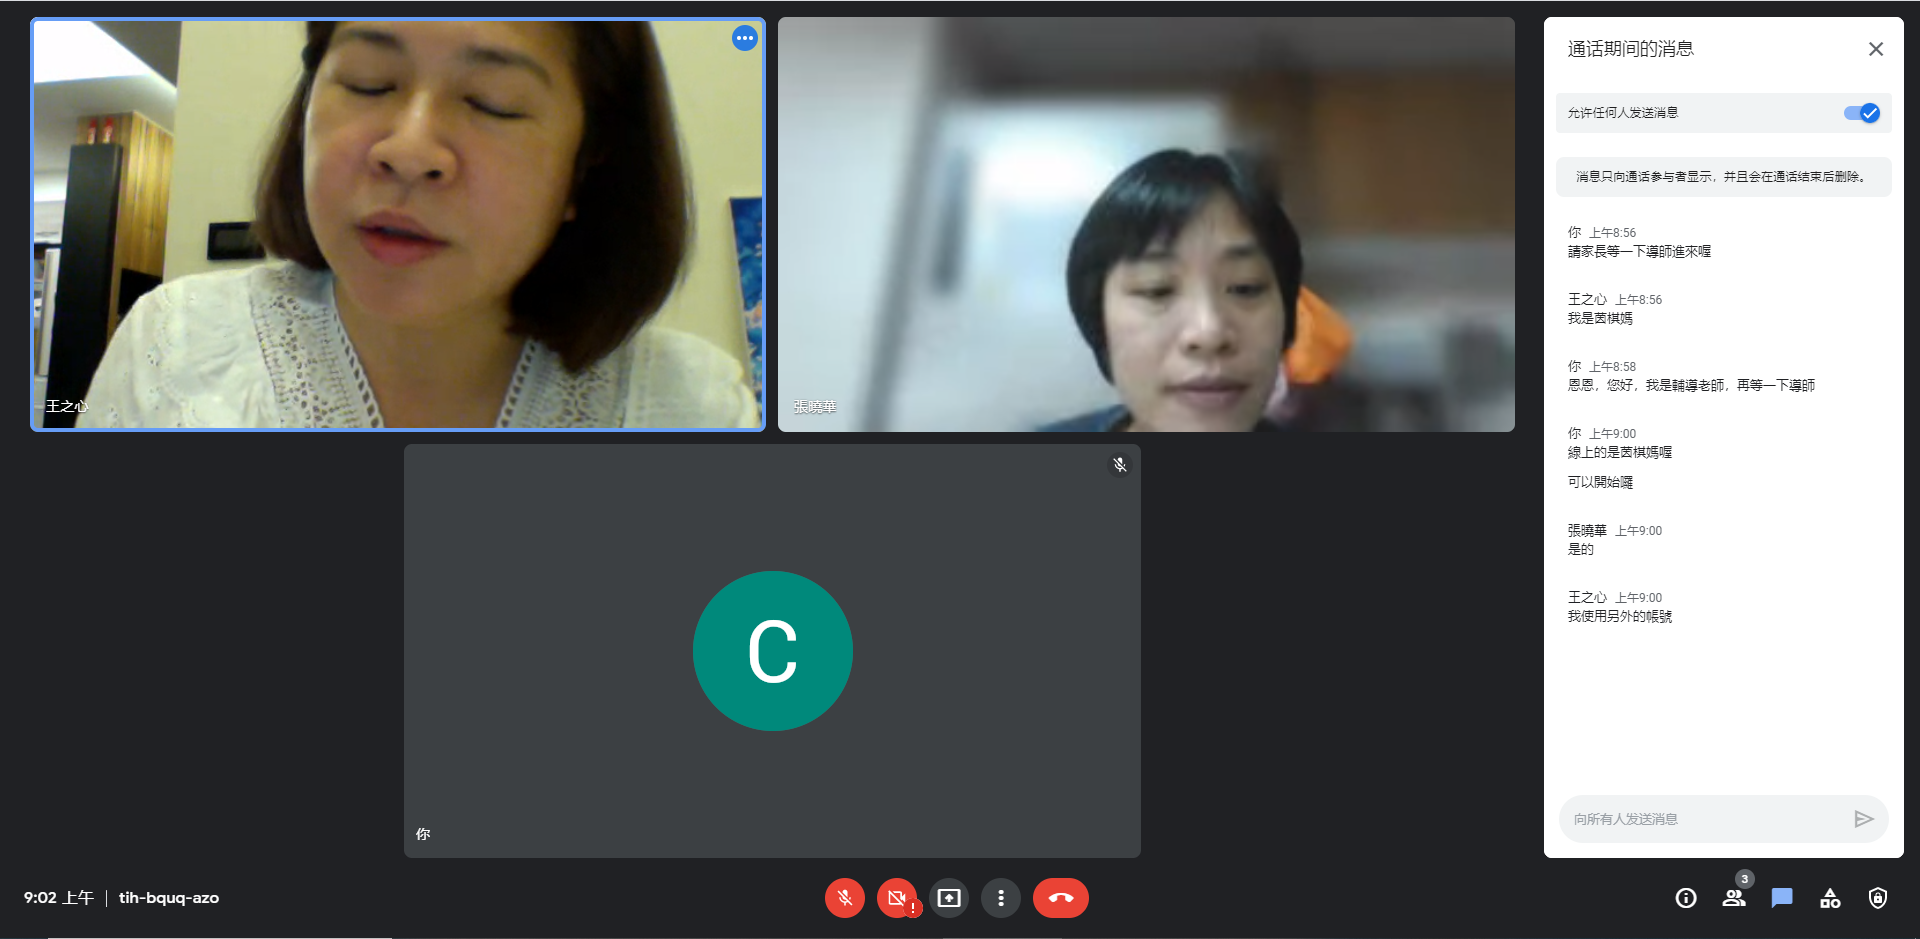 王之心
張曉華
你
C
通话期间的消息
允许任何人发送消息
消息只向通话参与者显示，并且会在通话结束后删除。
你 上午8:56
請家長等一下導師進來喔
王之心 上午8:56
我是茵棋媽
你 上午8:58
恩恩，您好，我是輔導老師，再等一下導師
你 上午9:00
線上的是茵棋媽喔
可以開始囉
張曉華 上午9:00
是的
王之心 上午9:00
我使用另外的帳號
向所有人发送消息
9:02 上午 | tih-bquq-azo
3